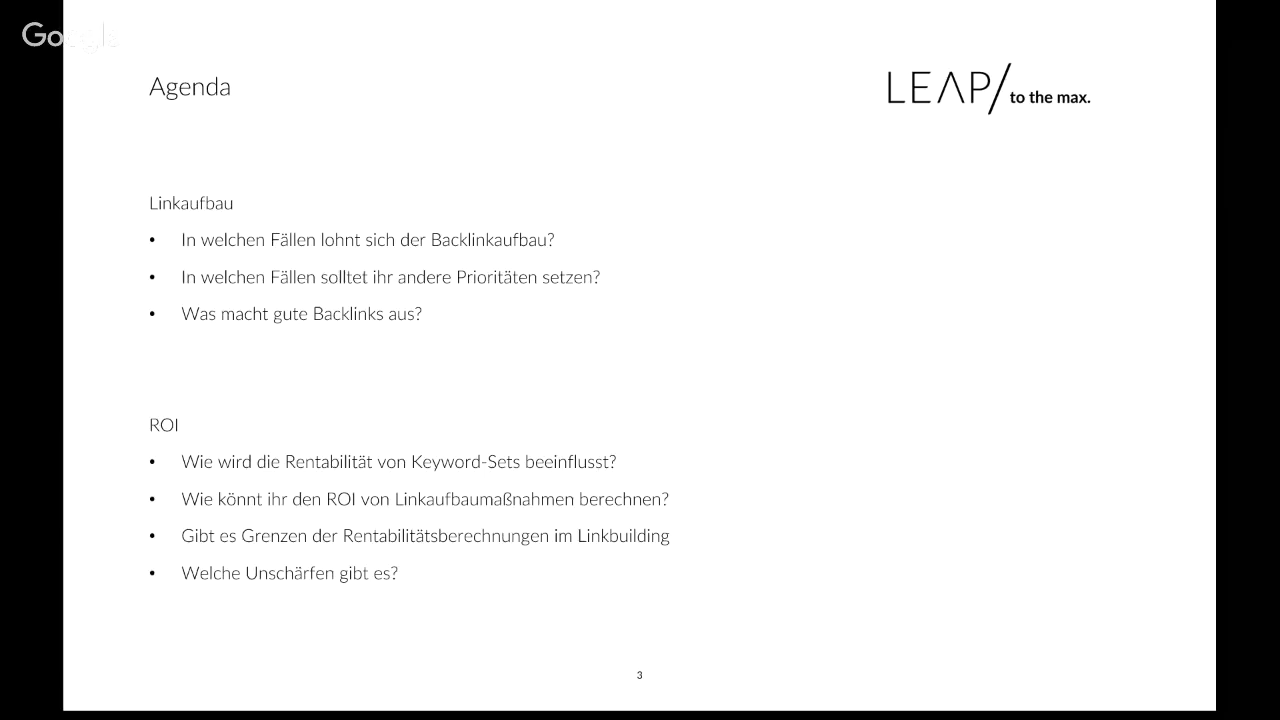 Google
Agenda
LEAP/to the max.
Linkaufbau
• In welchen Fällen lohnt sich der Backlinkaufbau?
• In welchen Fällen solltet ihr andere Prioritäten setzen?
• Was macht gute Backlinks aus?
ROI
• Wie wird die Rentabilität von Keyword-Sets beeinflusst?
• Wie könnt ihr den ROI von Linkaufbaumaßnahmen berechnen?
• Gibt es Grenzen der Rentabilitätsberechnungen im Linkbuilding
• Welche Unschärfen gibt es?
3